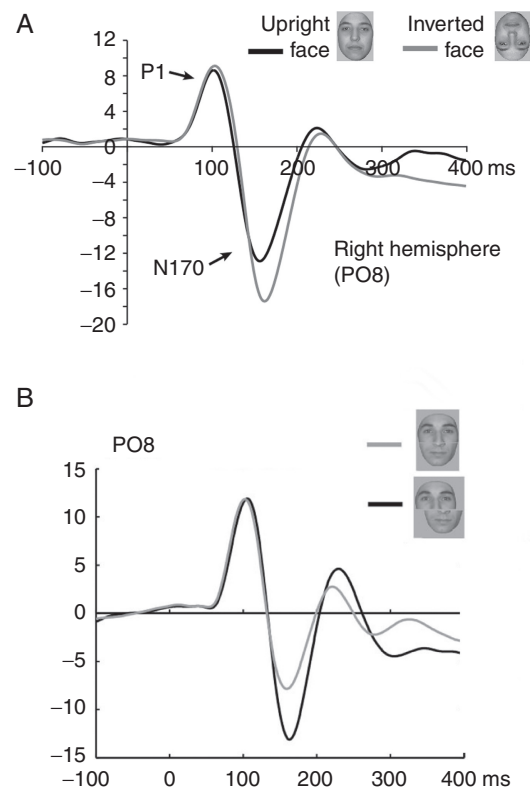 A
Upright face
Inverted face
12
8
4
0
−4
−8
−12
−16
−20
−100
100
200
300
400 ms
P1
N170
Right hemisphere
(PO8)
B
PO8
15
10
5
0
−5
−10
−15
−100
0
100
200
300
400 ms